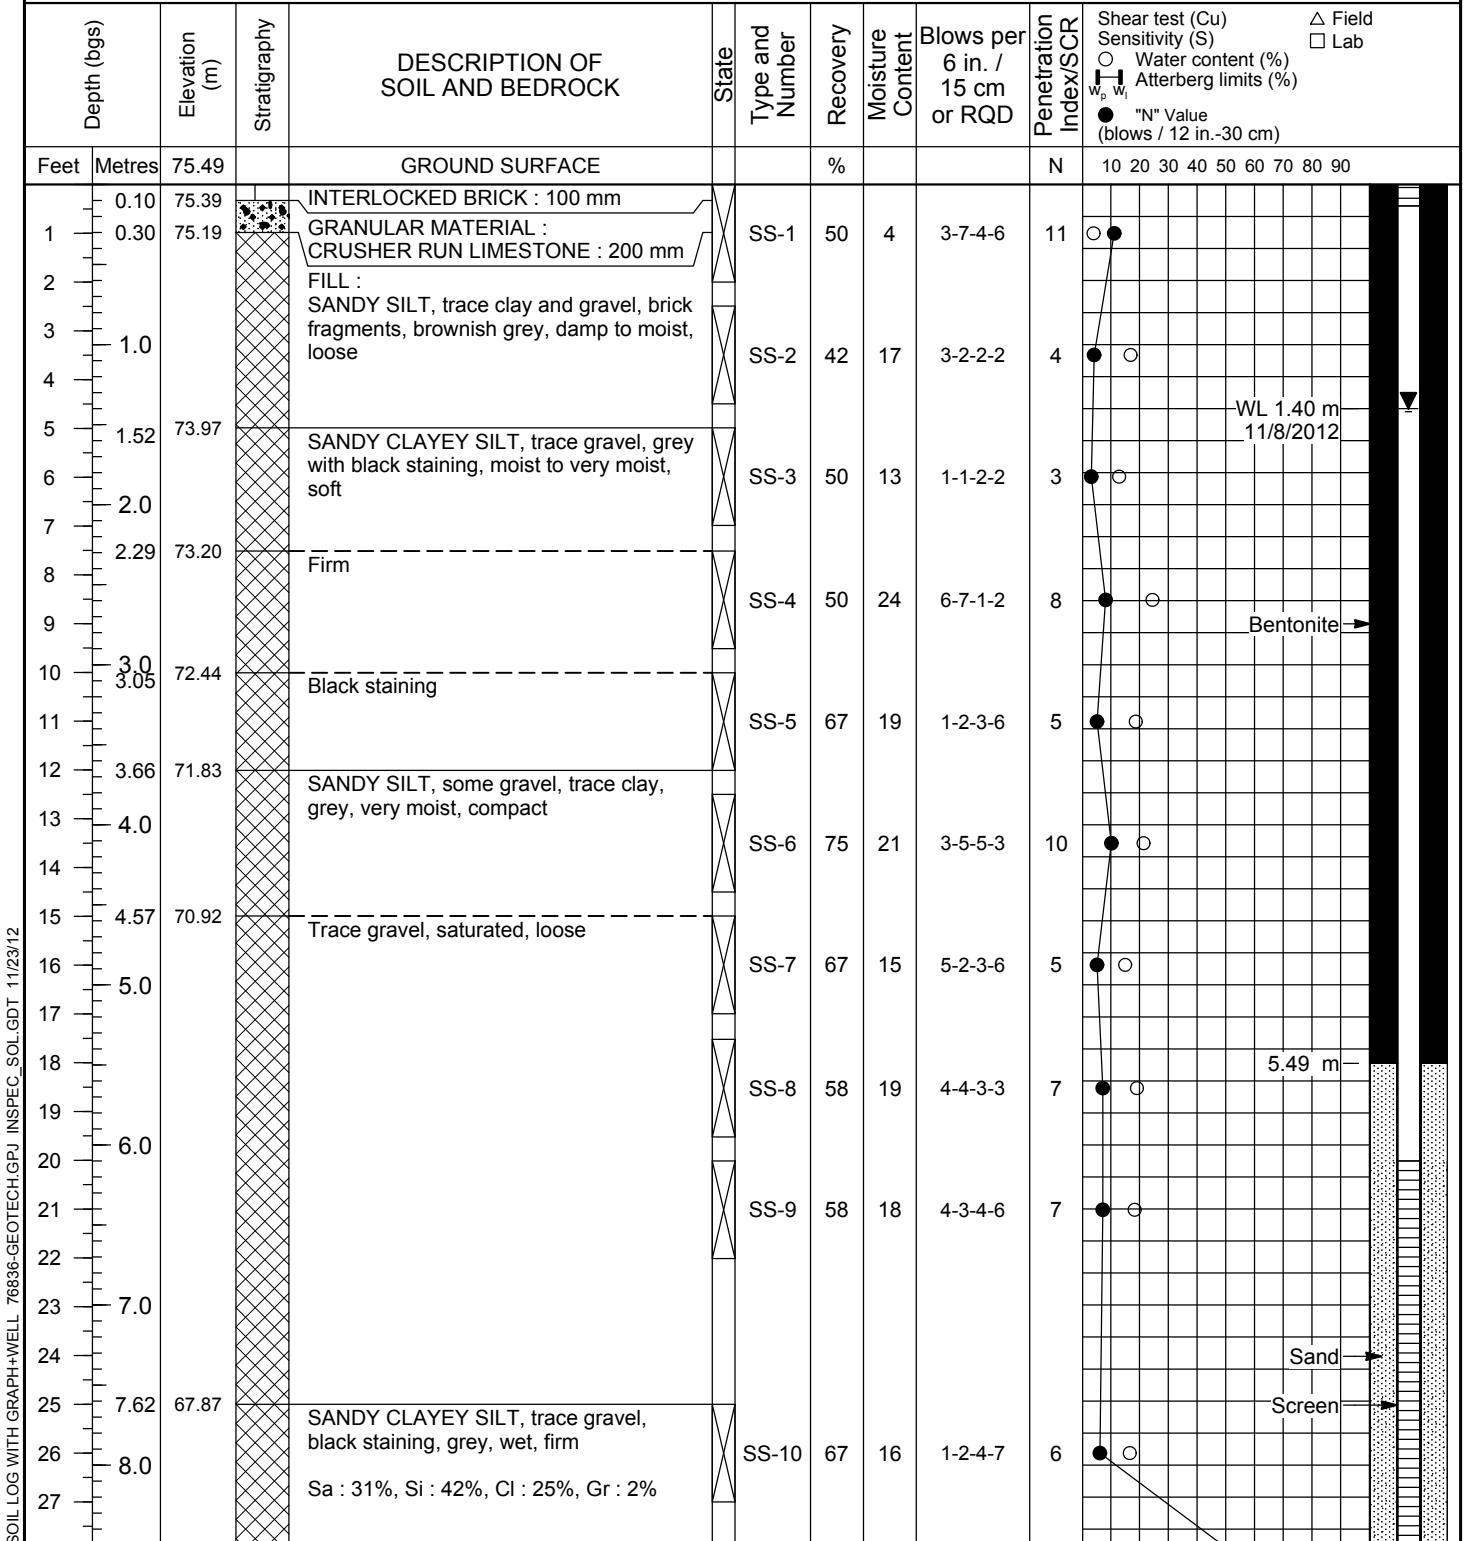 Depth (bgs)
Elevation
(m)
Stratigraphy
DESCRIPTION OF
SOIL AND BEDROCK
State
Type and
Number
Recovery
Moisture
Content
Blows per
6 in. /
15 cm
or RQD
Penetration
Index/SCR
Shear test (Cu)
Sensitivity (S)
Water content (%)
Wp Wl Atterberg limits (%)
"N" Value
(blows / 12 in.-30 cm)
△ Field
□ Lab
Feet Metres 75.49 GROUND SURFACE % N 10 20 30 40 50 60 70 80 90
0.10 75.39 INTERLOCKED BRICK : 100 mm
1 0.30 75.19 GRANULAR MATERIAL : SS-1 50 4 3-7-4-6 11
CRUSHER RUN LIMESTONE : 200 mm
2 FILL :
SANDY SILT, trace clay and gravel, brick
3 fragments, brownish grey, damp to moist,
1.0 loose SS-2 42 17 3-2-2-2 4
4
WL 1.40 m
11/8/2012
5 1.52 73.97 SANDY CLAYEY SILT, trace gravel, grey
with black staining, moist to very moist,
6 soft SS-3 50 13 1-1-2-2 3
2.0
7
2.29 73.20 Firm
8
SS-4 50 24 6-7-1-2 8
9 Bentonite
3.0
10 3.05 72.44 Black staining
11 SS-5 67 19 1-2-3-6 5
12 3.66 71.83 SANDY SILT, some gravel, trace clay,
grey, very moist, compact
13 4.0
SS-6 75 21 3-5-5-3 10
14
15 4.57 70.92 Trace gravel, saturated, loose
16 SS-7 67 15 5-2-3-6 5
5.0
17
18 5.49 m
SS-8 58 19 4-4-3-3 7
19
6.0
20
21 SS-9 58 18 4-3-4-6 7
22
23 7.0
24 Sand
25 7.62 67.87 Screen
SANDY CLAYEY SILT, trace gravel,
black staining, grey, wet, firm
26 8.0 SS-10 67 16 1-2-4-7 6
Sa : 31%, Si : 42%, Cl : 25%, Gr : 2%
27
SOIL LOG WITH GRAPH+WELL 76836-GEOTECH.GPJ INSPEC_SOL.GDT 11/23/12